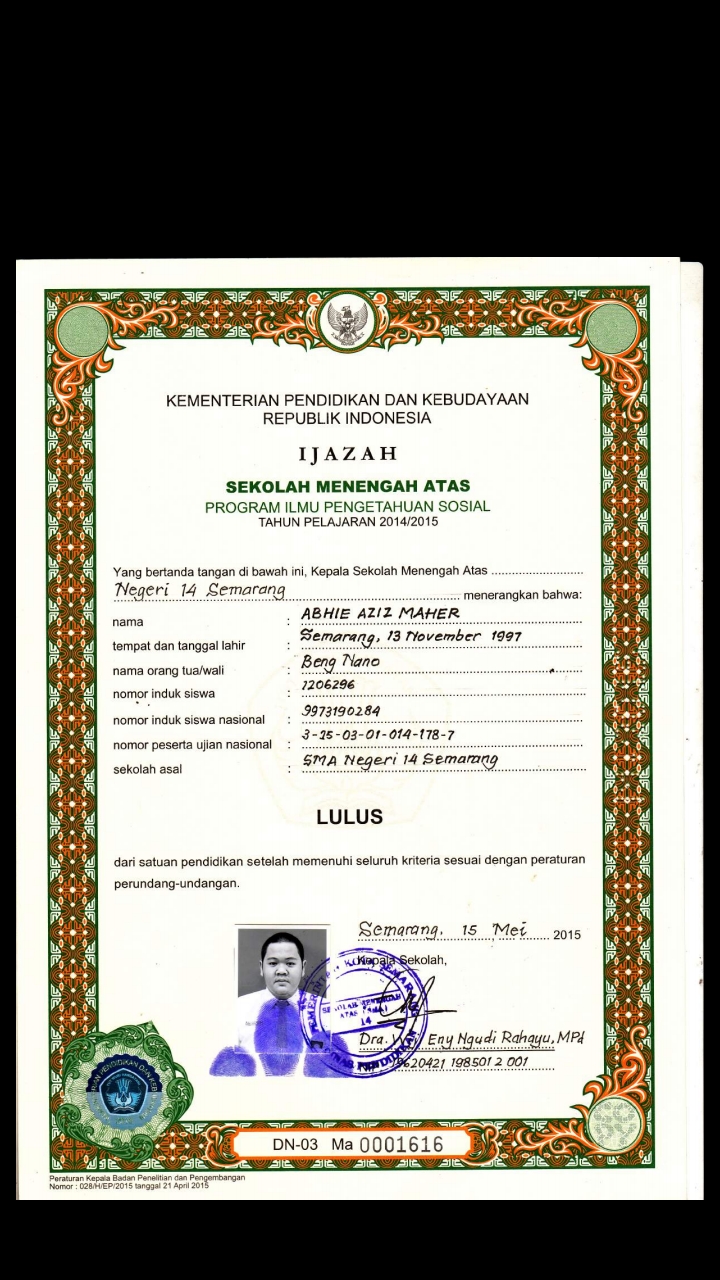 KEMENTERIAN PENDIDIKAN DAN KEBUDAYAAN
REPUBLIK INDONESIA
IJAZAH
SEKOLAH MENENGAH ATAS
PROGRAM ILMU PENGETAHUAN SOSIAL
TAHUN PELAJARAN 2014/2015
Yang bertanda tangan di bawah ini, Kepala Sekolah Menengah Atas
Negeri 14 Semarang menerangkan bahwa:
nama : ABHIE AZIZ MAHER
tempat dan tanggal lahir : Semarang, 13 November 1997
nama orang tua/wali : Beng Nano
nomor induk siswa : 1206296
nomor induk siswa nasional : 9973190284
nomor peserta ujian nasional : 3-25-03-01-014-178-7
sekolah asal : SMA Negeri 14 Semarang
LULUS
dari satuan pendidikan setelah memenuhi seluruh kriteria sesuai dengan peraturan
perundang-undangan.
Semarang, 15 Mei 2015
Kepala Sekolah,
SEKOLAH MENENGAH
14
Dra. Eny Ngudi Rahayu, MPd
19620421 198501 2 001
DN-03 Ma 0001616
Peraturan Kepala Badan Penelitian dan Pengembangan
Nomor : 028/H/EP/2015 tanggal 21 April 2015